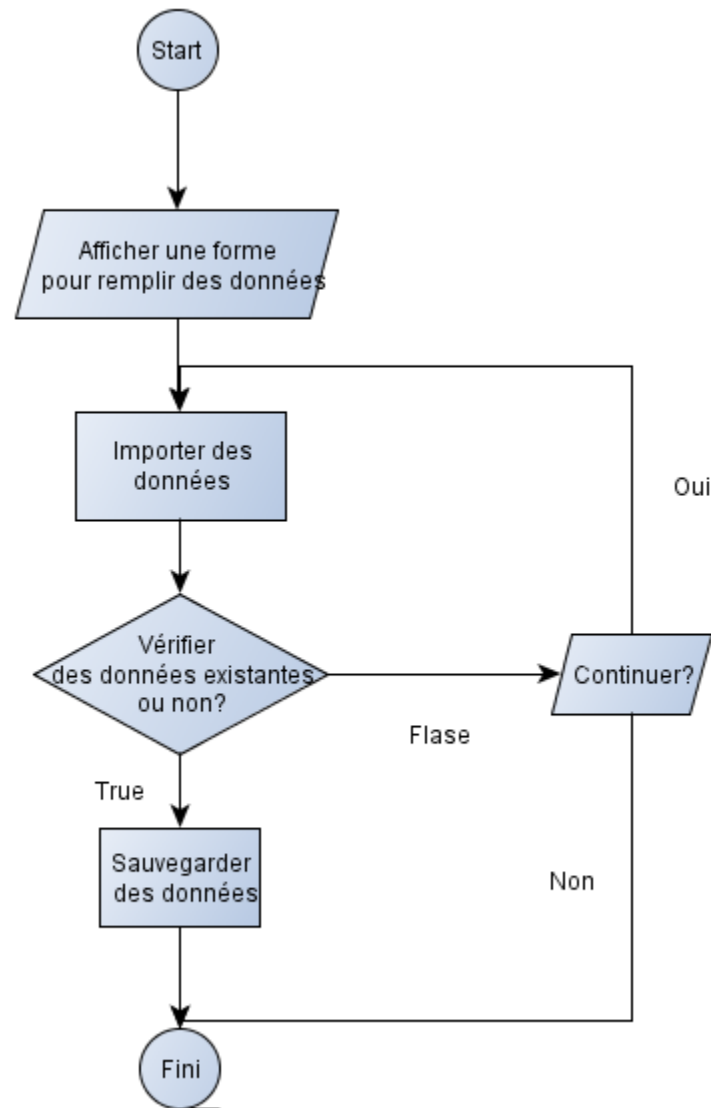 Start
Afficher une forme
pour remplir des données
Importer des
données
Oui
Vérifier
des données existantes
ou non?
Continuer?
Flase
True
Sauvegarder
des données
Non
Fini